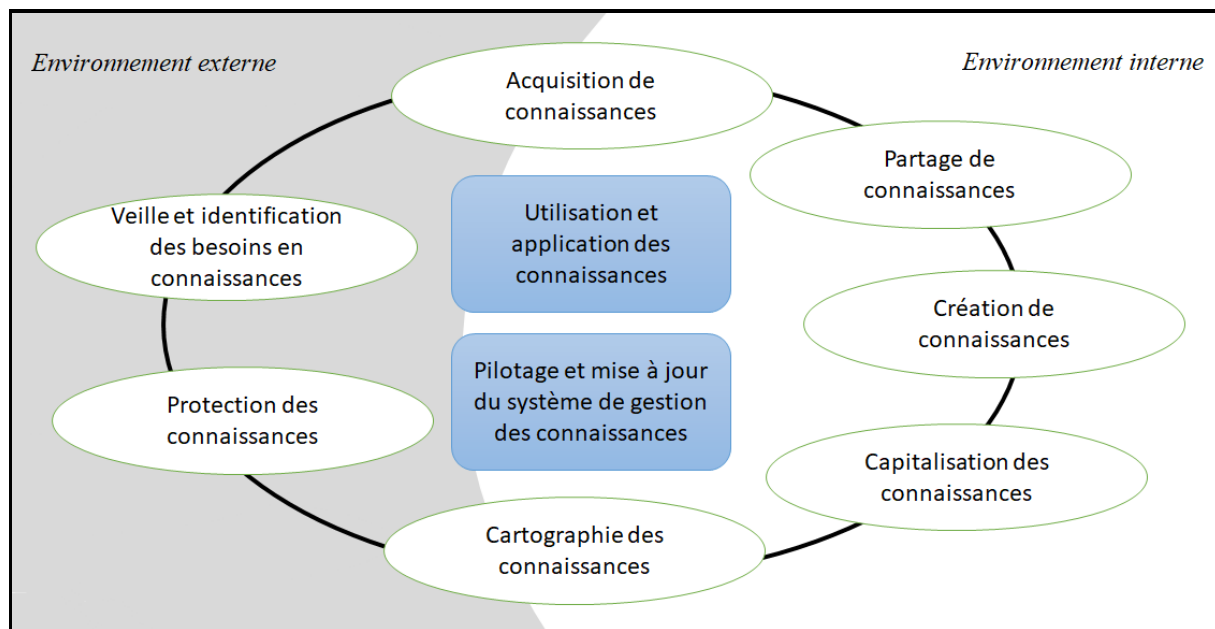 Environnement externe
Environnement interne
Acquisition de
connaissances
Partage de
connaissances
Utilisation et
application des
connaissances
Veille et identification
des besoins en
connaissances
Création de
connaissances
Pilotage et mise à jour
du système de gestion
des connaissances
Protection des
connaissances
Capitalisation des
connaissances
Cartographie des
connaissances